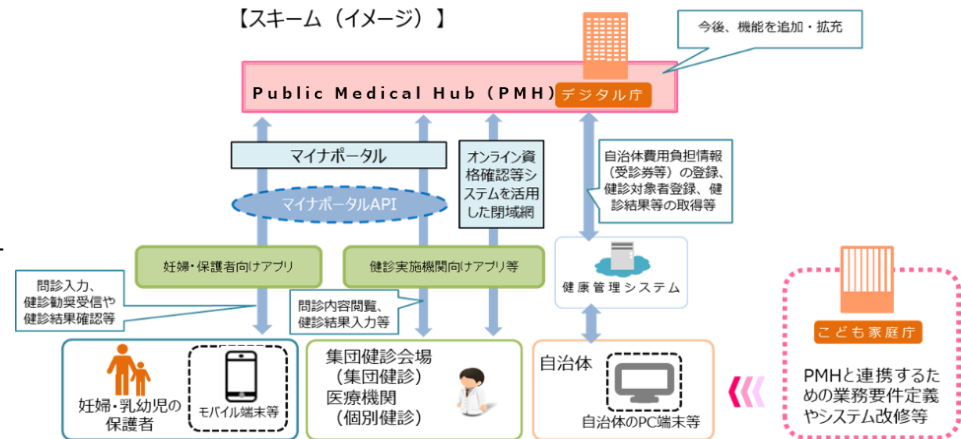 【スキーム（イメージ）】
今後、機能を追加・拡充
Public Medical Hub（PMH）
デジタル庁
マイナポータル
オンライン資
格確認等シ
ステムを活用
した閉域網
自治体費用負担情報
（受診券等）の登録、
健診対象者登録、健
診結果等の取得等
マイナポータルAPI
妊婦・保護者向けアプリ
健診実施機関向けアプリ等
健康管理システム
問診入力、
健診勧奨受信や
健診結果確認等
問診内容閲覧、
健診結果入力等
こども家庭庁
妊婦・乳幼児の
保護者
モバイル端末等
集団健診会場
（集団健診）
医療機関
（個別健診）
自治体
自治体のPC端末等
PMHと連携するた
めの業務要件定義
やシステム改修等